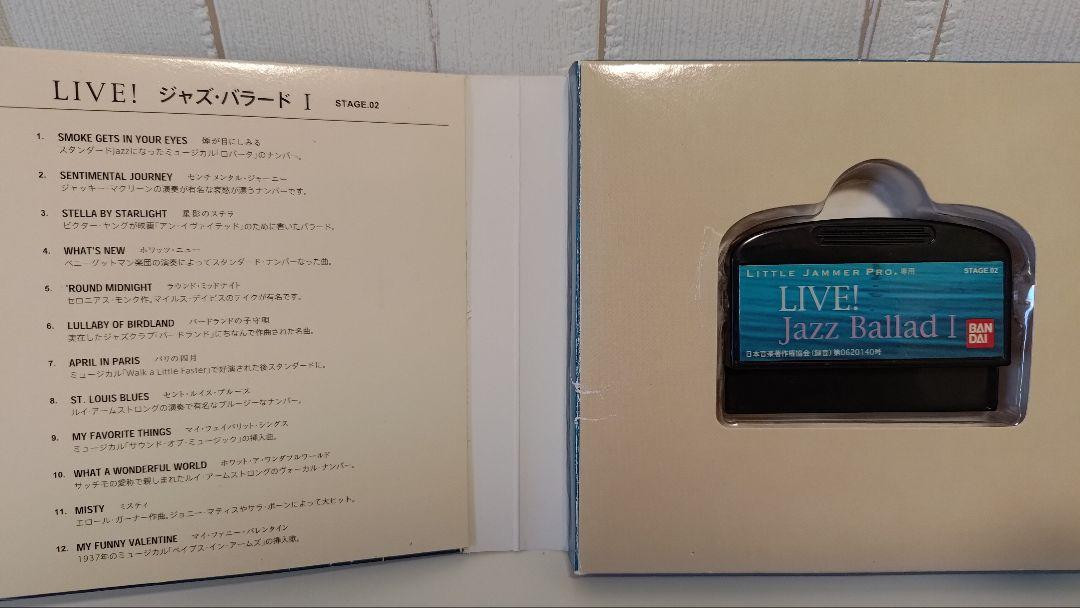 LIVE! ジャズ・バラード I STAGE.02
1. SMOKE GETS IN YOUR EYES 煙が目にしみる
スタンダードjazzになったミュージカル「ロバータ」のナンバー。
2. SENTIMENTAL JOURNEY センチメンタル・ジャーニー
ジャッキー・マクリーンの演奏が有名な哀愁が漂うナンバーです。
3. STELLA BY STARLIGHT 星影のステラ
ビクター・ヤングが映画「アン・イヴァイテッド」のために書いたバラード。
4. WHAT'S NEW ホワッツ・ニュー
ベニーグットマン楽団の演奏によってスタンダード・ナンバーなった曲。
5. 'ROUND MIDNIGHT ラウンド・ミッドナイト
セロニアス・モンク作。マイルス・デイビスのテイクが有名です。
6. LULLABY OF BIRDLAND バードランドの子守唄
実在したジャズクラブ「バードランド」にちなんで作曲された名曲。
7. APRIL IN PARIS パリの四月
ミュージカル「Walk a Little Faster」で好演された後スタンダードに。
8. ST. LOUIS BLUES セント・ルイス・ブルース
ルイ・アームストロングの演奏で有名なブルージーなナンバー。
9. MY FAVORITE THINGS マイ・フェイバリット・シングス
ミュージカル「サウンド・オブ・ミュージック」の挿入曲。
10. WHAT A WONDERFUL WORLD ホワット・ア・ワンダフルワールド
サッチモの愛称で親しまれたルイ・アームストロングのヴォーカル・ナンバー。
11. MISTY ミスティ
エロール・ガーナー作曲。ジョニー・マティスやサラ・ボーンによって大ヒット。
12. MY FUNNY VALENTINE マイ・ファニー・バレンタイン
1937年のミュージカル「ベイブス・イン・アームズ」の挿入歌。
LITTLE JAMMER PRO. 専用 STAGE.02
LIVE!
Jazz Ballad I
BAN
DAI
日本音楽著作権協会(録音)第0620140号